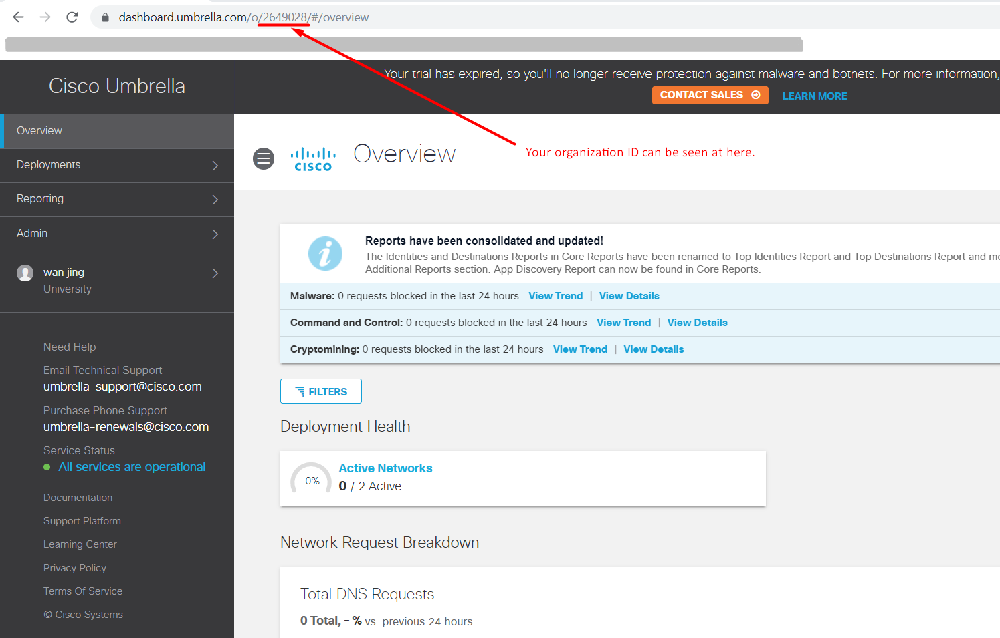 dashboard.umbrella.com/o/2649028/#/overview
Cisco Umbrella
Your trial has expired, so you'll no longer receive protection against malware and botnets. For more information,
CONTACT SALES
LEARN MORE
Overview
Deployments
Reporting
Admin
wan jing
University
Need Help
Email Technical Support
umbrella-support@cisco.com
Purchase Phone Support
umbrella-renewals@cisco.com
Service Status
All services are operational
Documentation
Support Platform
Learning Center
Privacy Policy
Terms Of Service
© Cisco Systems
CISCO
Overview
Your organization ID can be seen at here.
Reports have been consolidated and updated!
The Identities and Destinations Reports in Core Reports have been renamed to Top Identities Report and Top Destinations Report and
Additional Reports section. App Discovery Report can now be found in Core Reports.
Malware: 0 requests blocked in the last 24 hours View Trend | View Details
Command and Control: 0 requests blocked in the last 24 hours View Trend | View Details
Cryptomining: 0 requests blocked in the last 24 hours View Trend | View Details
FILTERS
Deployment Health
0%
Active Networks
0 / 2 Active
Network Request Breakdown
Total DNS Requests
0 Total, - % vs. previous 24 hours